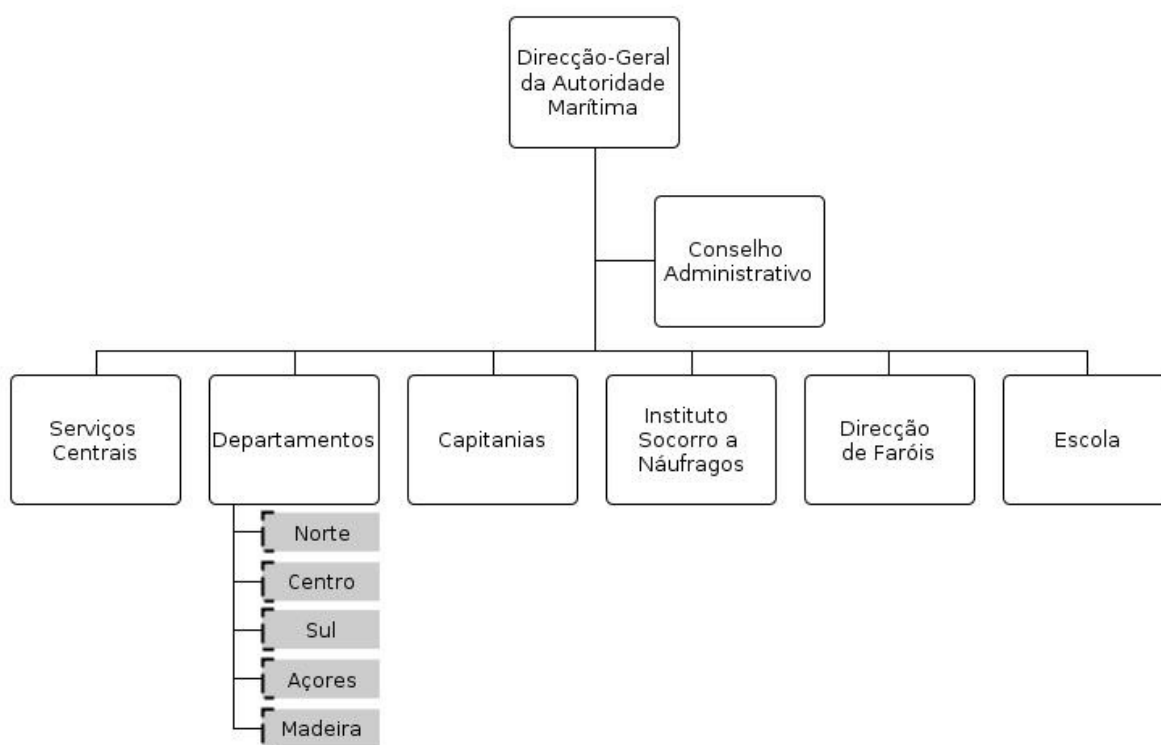 Direcção-Geral
da Autoridade
Marítima
Conselho
Administrativo
Serviços
Centrais
Departamentos
Capitanias
Instituto
Socorro a
Náufragos
Direcção
de Faróis
Escola
Norte
Centro
Sul
Açores
Madeira